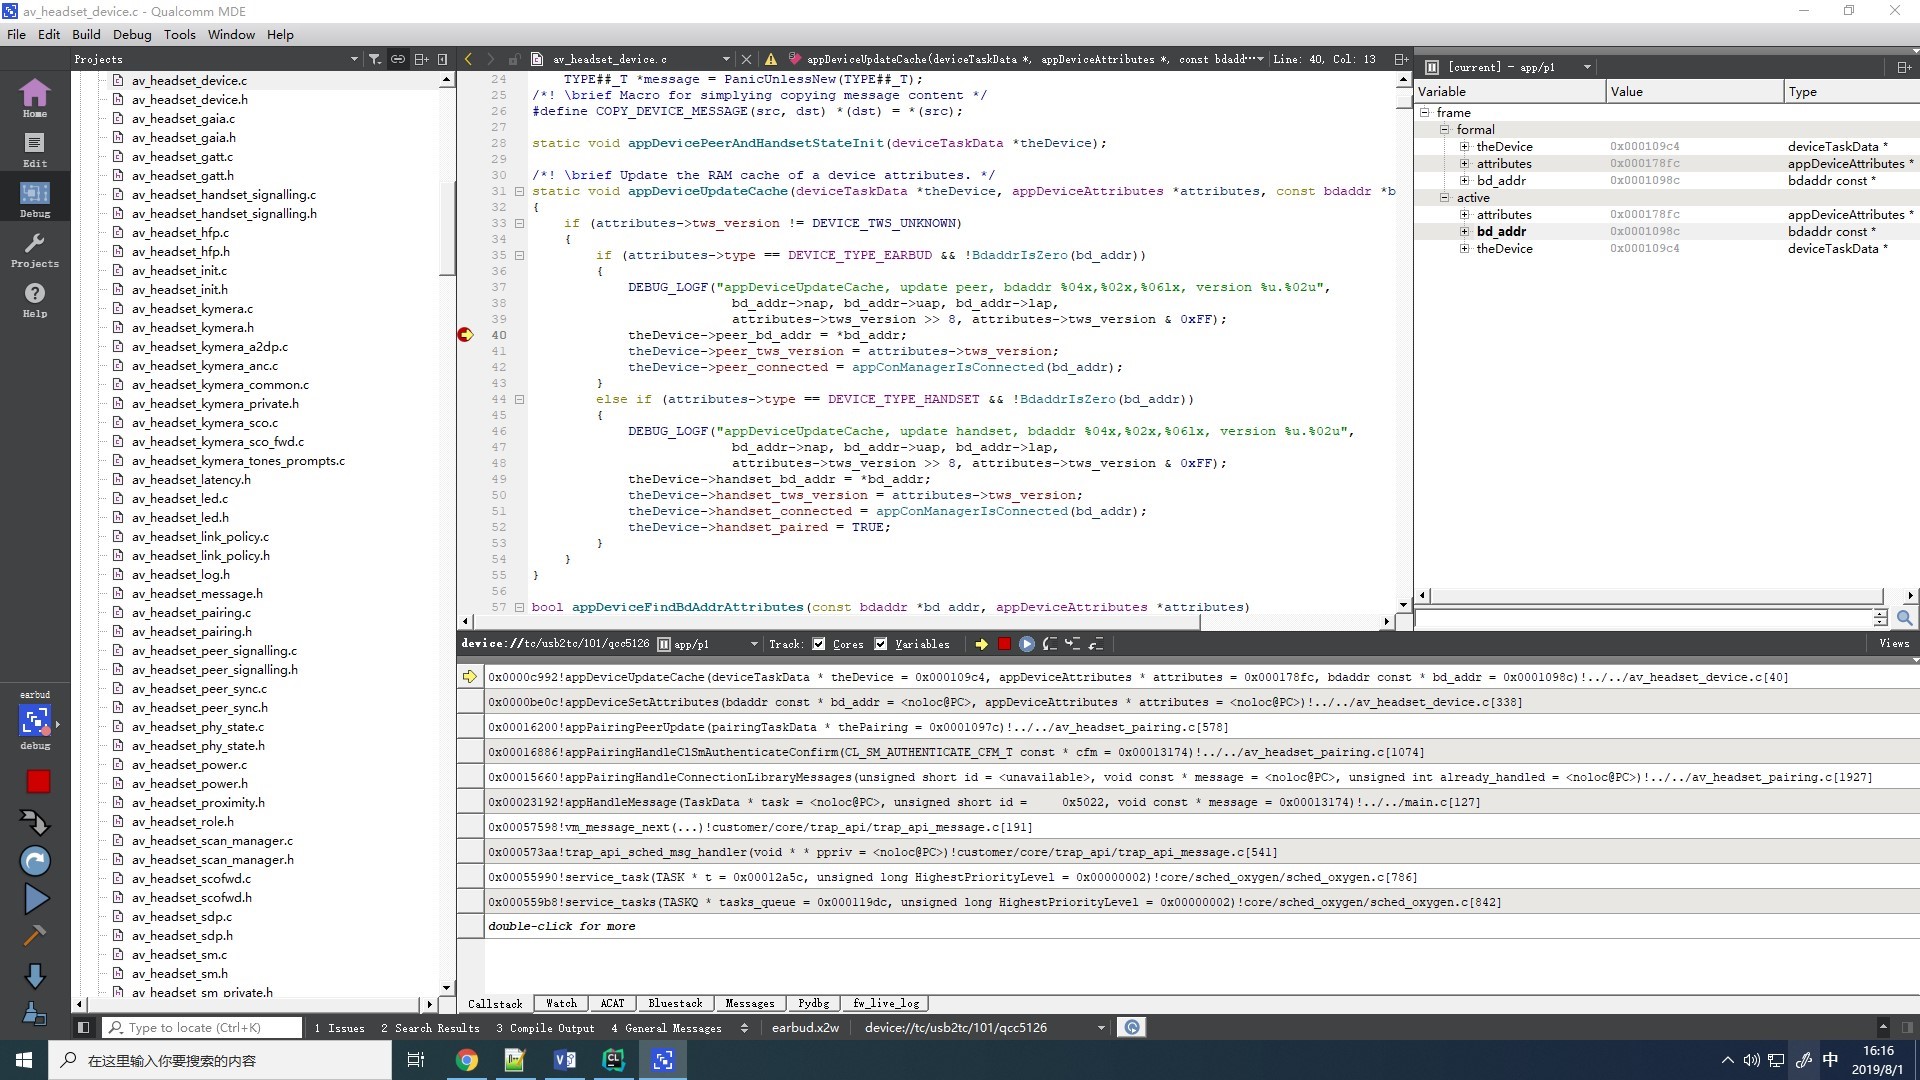 av_headset_device.c - Qualcomm MDE
File Edit Build Debug Tools Window Help
Projects
av_headset_device.c
appDeviceUpdateCache(deviceTaskData *, appDeviceAttributes *, const bdadd⋯
Line: 40, Col: 13
[current] - app/p1
Home
Edit
Debug
Projects
Help
earbud
debug
av_headset_device.c
av_headset_device.h
av_headset_gaia.c
av_headset_gaia.h
av_headset_gatt.c
av_headset_gatt.h
av_headset_handset_signalling.c
av_headset_handset_signalling.h
av_headset_hfp.c
av_headset_hfp.h
av_headset_init.c
av_headset_init.h
av_headset_kymera.c
av_headset_kymera.h
av_headset_kymera_a2dp.c
av_headset_kymera_anc.c
av_headset_kymera_common.c
av_headset_kymera_private.h
av_headset_kymera_sco.c
av_headset_kymera_sco_fwd.c
av_headset_kymera_tones_prompts.c
av_headset_latency.h
av_headset_led.c
av_headset_led.h
av_headset_link_policy.c
av_headset_link_policy.h
av_headset_log.h
av_headset_message.h
av_headset_pairing.c
av_headset_pairing.h
av_headset_peer_signalling.c
av_headset_peer_signalling.h
av_headset_peer_sync.c
av_headset_peer_sync.h
av_headset_phy_state.c
av_headset_phy_state.h
av_headset_power.c
av_headset_power.h
av_headset_proximity.h
av_headset_role.h
av_headset_scan_manager.c
av_headset_scan_manager.h
av_headset_scofwd.c
av_headset_scofwd.h
av_headset_sdp.c
av_headset_sdp.h
av_headset_sm.c
av_headset_sm.h
av_headset_sm_private.h
24     TYPE##_T *message = PanicUnlessNew(TYPE##_T);
25 /*! \brief Macro for simplying copying message content */
26 #define COPY_DEVICE_MESSAGE(src, dst) *(dst) = *(src);
27
28 static void appDevicePeerAndHandsetStateInit(deviceTaskData *theDevice);
29
30 /*! \brief Update the RAM cache of a device attributes. */
31 static void appDeviceUpdateCache(deviceTaskData *theDevice, appDeviceAttributes *attributes, const bdaddr *b
32 {
33     if (attributes->tws_version != DEVICE_TWS_UNKNOWN)
34     {
35         if (attributes->type == DEVICE_TYPE_EARBUD && !BdaddrIsZero(bd_addr))
36         {
37             DEBUG_LOGF("appDeviceUpdateCache, update peer, bdaddr %04x,%02x,%06lx, version %u.%02u",
38                          bd_addr->nap, bd_addr->uap, bd_addr->lap,
39                          attributes->tws_version >> 8, attributes->tws_version & 0xFF);
40             theDevice->peer_bd_addr = *bd_addr;
41             theDevice->peer_tws_version = attributes->tws_version;
42             theDevice->peer_connected = appConManagerIsConnected(bd_addr);
43         }
44         else if (attributes->type == DEVICE_TYPE_HANDSET && !BdaddrIsZero(bd_addr))
45         {
46             DEBUG_LOGF("appDeviceUpdateCache, update handset, bdaddr %04x,%02x,%06lx, version %u.%02u",
47                          bd_addr->nap, bd_addr->uap, bd_addr->lap,
48                          attributes->tws_version >> 8, attributes->tws_version & 0xFF);
49             theDevice->handset_bd_addr = *bd_addr;
50             theDevice->handset_tws_version = attributes->tws_version;
51             theDevice->handset_connected = appConManagerIsConnected(bd_addr);
52             theDevice->handset_paired = TRUE;
53         }
54     }
55 }
56
57 bool appDeviceFindBdAddrAttributes(const bdaddr *bd_addr, appDeviceAttributes *attributes)
Variable Value Type
frame
formal
theDevice 0x000109c4 deviceTaskData *
attributes 0x000178fc appDeviceAttributes *
bd_addr 0x0001098c bdaddr const *
active
attributes 0x000178fc appDeviceAttributes *
bd_addr 0x0001098c bdaddr const *
theDevice 0x000109c4 deviceTaskData *
device://tc/usb2tc/101/qcc5126 app/p1 Track: Cores Variables
Views
0x0000c992!appDeviceUpdateCache(deviceTaskData * theDevice = 0x000109c4, appDeviceAttributes * attributes = 0x000178fc, bdaddr const * bd_addr = 0x0001098c)!../../av_headset_device.c[40]
0x0000be0c!appDeviceSetAttributes(bdaddr const * bd_addr = <noloc@PC>, appDeviceAttributes * attributes = <noloc@PC>)!../../av_headset_device.c[338]
0x00016200!appPairingPeerUpdate(pairingTaskData * thePairing = 0x0001097c)!../../av_headset_pairing.c[578]
0x00016886!appPairingHandleClSmAuthenticateConfirm(CL_SM_AUTHENTICATE_CFM_T const * cfm = 0x00013174)!../../av_headset_pairing.c[1074]
0x00015660!appPairingHandleConnectionLibraryMessages(unsigned short id = <unavailable>, void const * message = <noloc@PC>, unsigned int already_handled = <noloc@PC>)!../../av_headset_pairing.c[1927]
0x00023192!appHandleMessage(TaskData * task = <noloc@PC>, unsigned short id =     0x5022, void const * message = 0x00013174)!../../main.c[127]
0x00057598!vm_message_next(...)!customer/core/trap_api/trap_api_message.c[191]
0x000573aa!trap_api_sched_msg_handler(void * * ppriv = <noloc@PC>)!customer/core/trap_api/trap_api_message.c[541]
0x00055990!service_task(TASK * t = 0x00012a5c, unsigned long HighestPriorityLevel = 0x00000002)!core/sched_oxygen/sched_oxygen.c[786]
0x000559b8!service_tasks(TASKQ * tasks_queue = 0x000119dc, unsigned long HighestPriorityLevel = 0x00000002)!core/sched_oxygen/sched_oxygen.c[842]
double-click for more
Callstack Watch ACAT Bluestack Messages Pydbg fw_live_log
Type to locate (Ctrl+K) 1 Issues 2 Search Results 3 Compile Output 4 General Messages earbud.x2w device://tc/usb2tc/101/qcc5126
在这里输入你要搜索的内容
中
16:16
2019/8/1